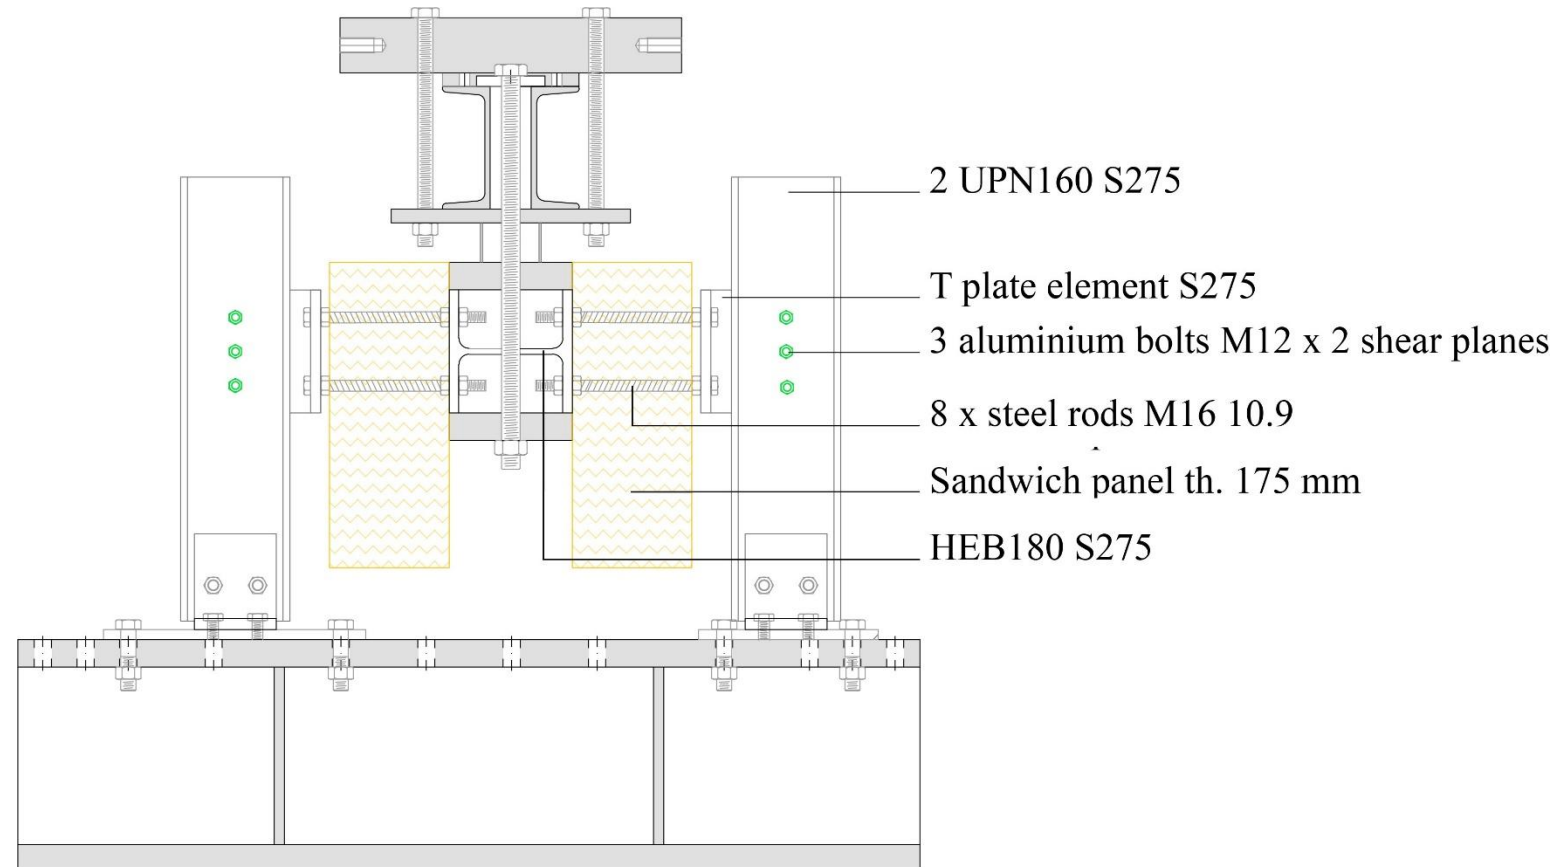 2 UPN160 S275
T plate element S275
3 aluminium bolts M12 x 2 shear planes
8 x steel rods M16 10.9
Sandwich panel th. 175 mm
HEB180 S275